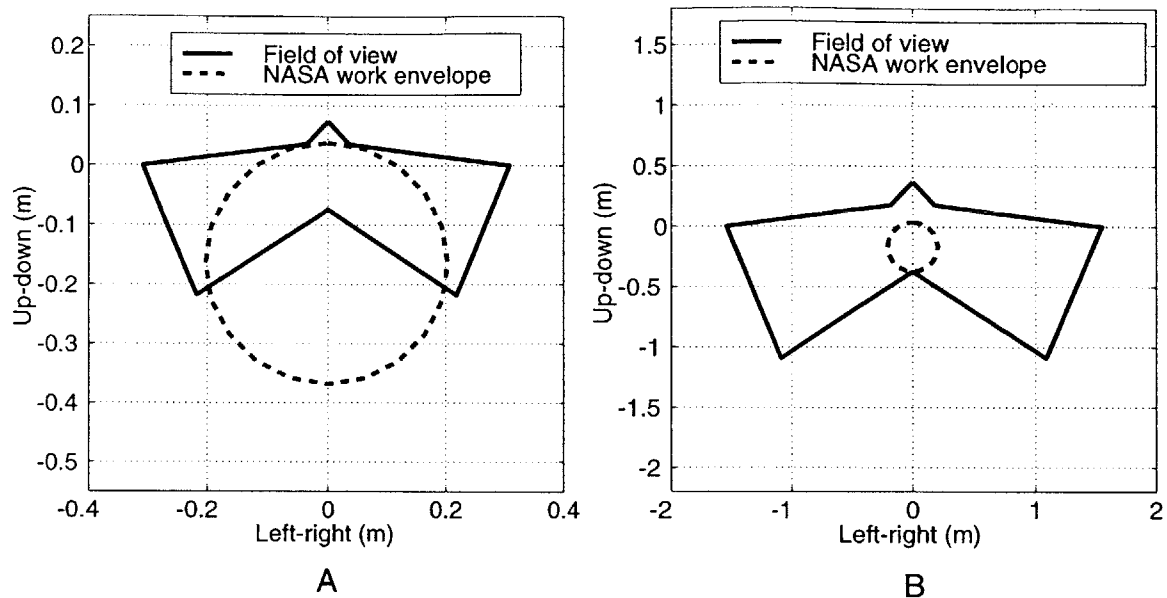 Field of view
NASA work envelope
0.2
0.1
0
-0.1
-0.2
-0.3
-0.4
-0.5
Up-down (m)
-0.4
-0.2
0
0.2
0.4
Left-right (m)
A
Field of view
NASA work envelope
1.5
1
0.5
0
-0.5
-1
-1.5
-2
Up-down (m)
-2
-1
0
1
2
Left-right (m)
B